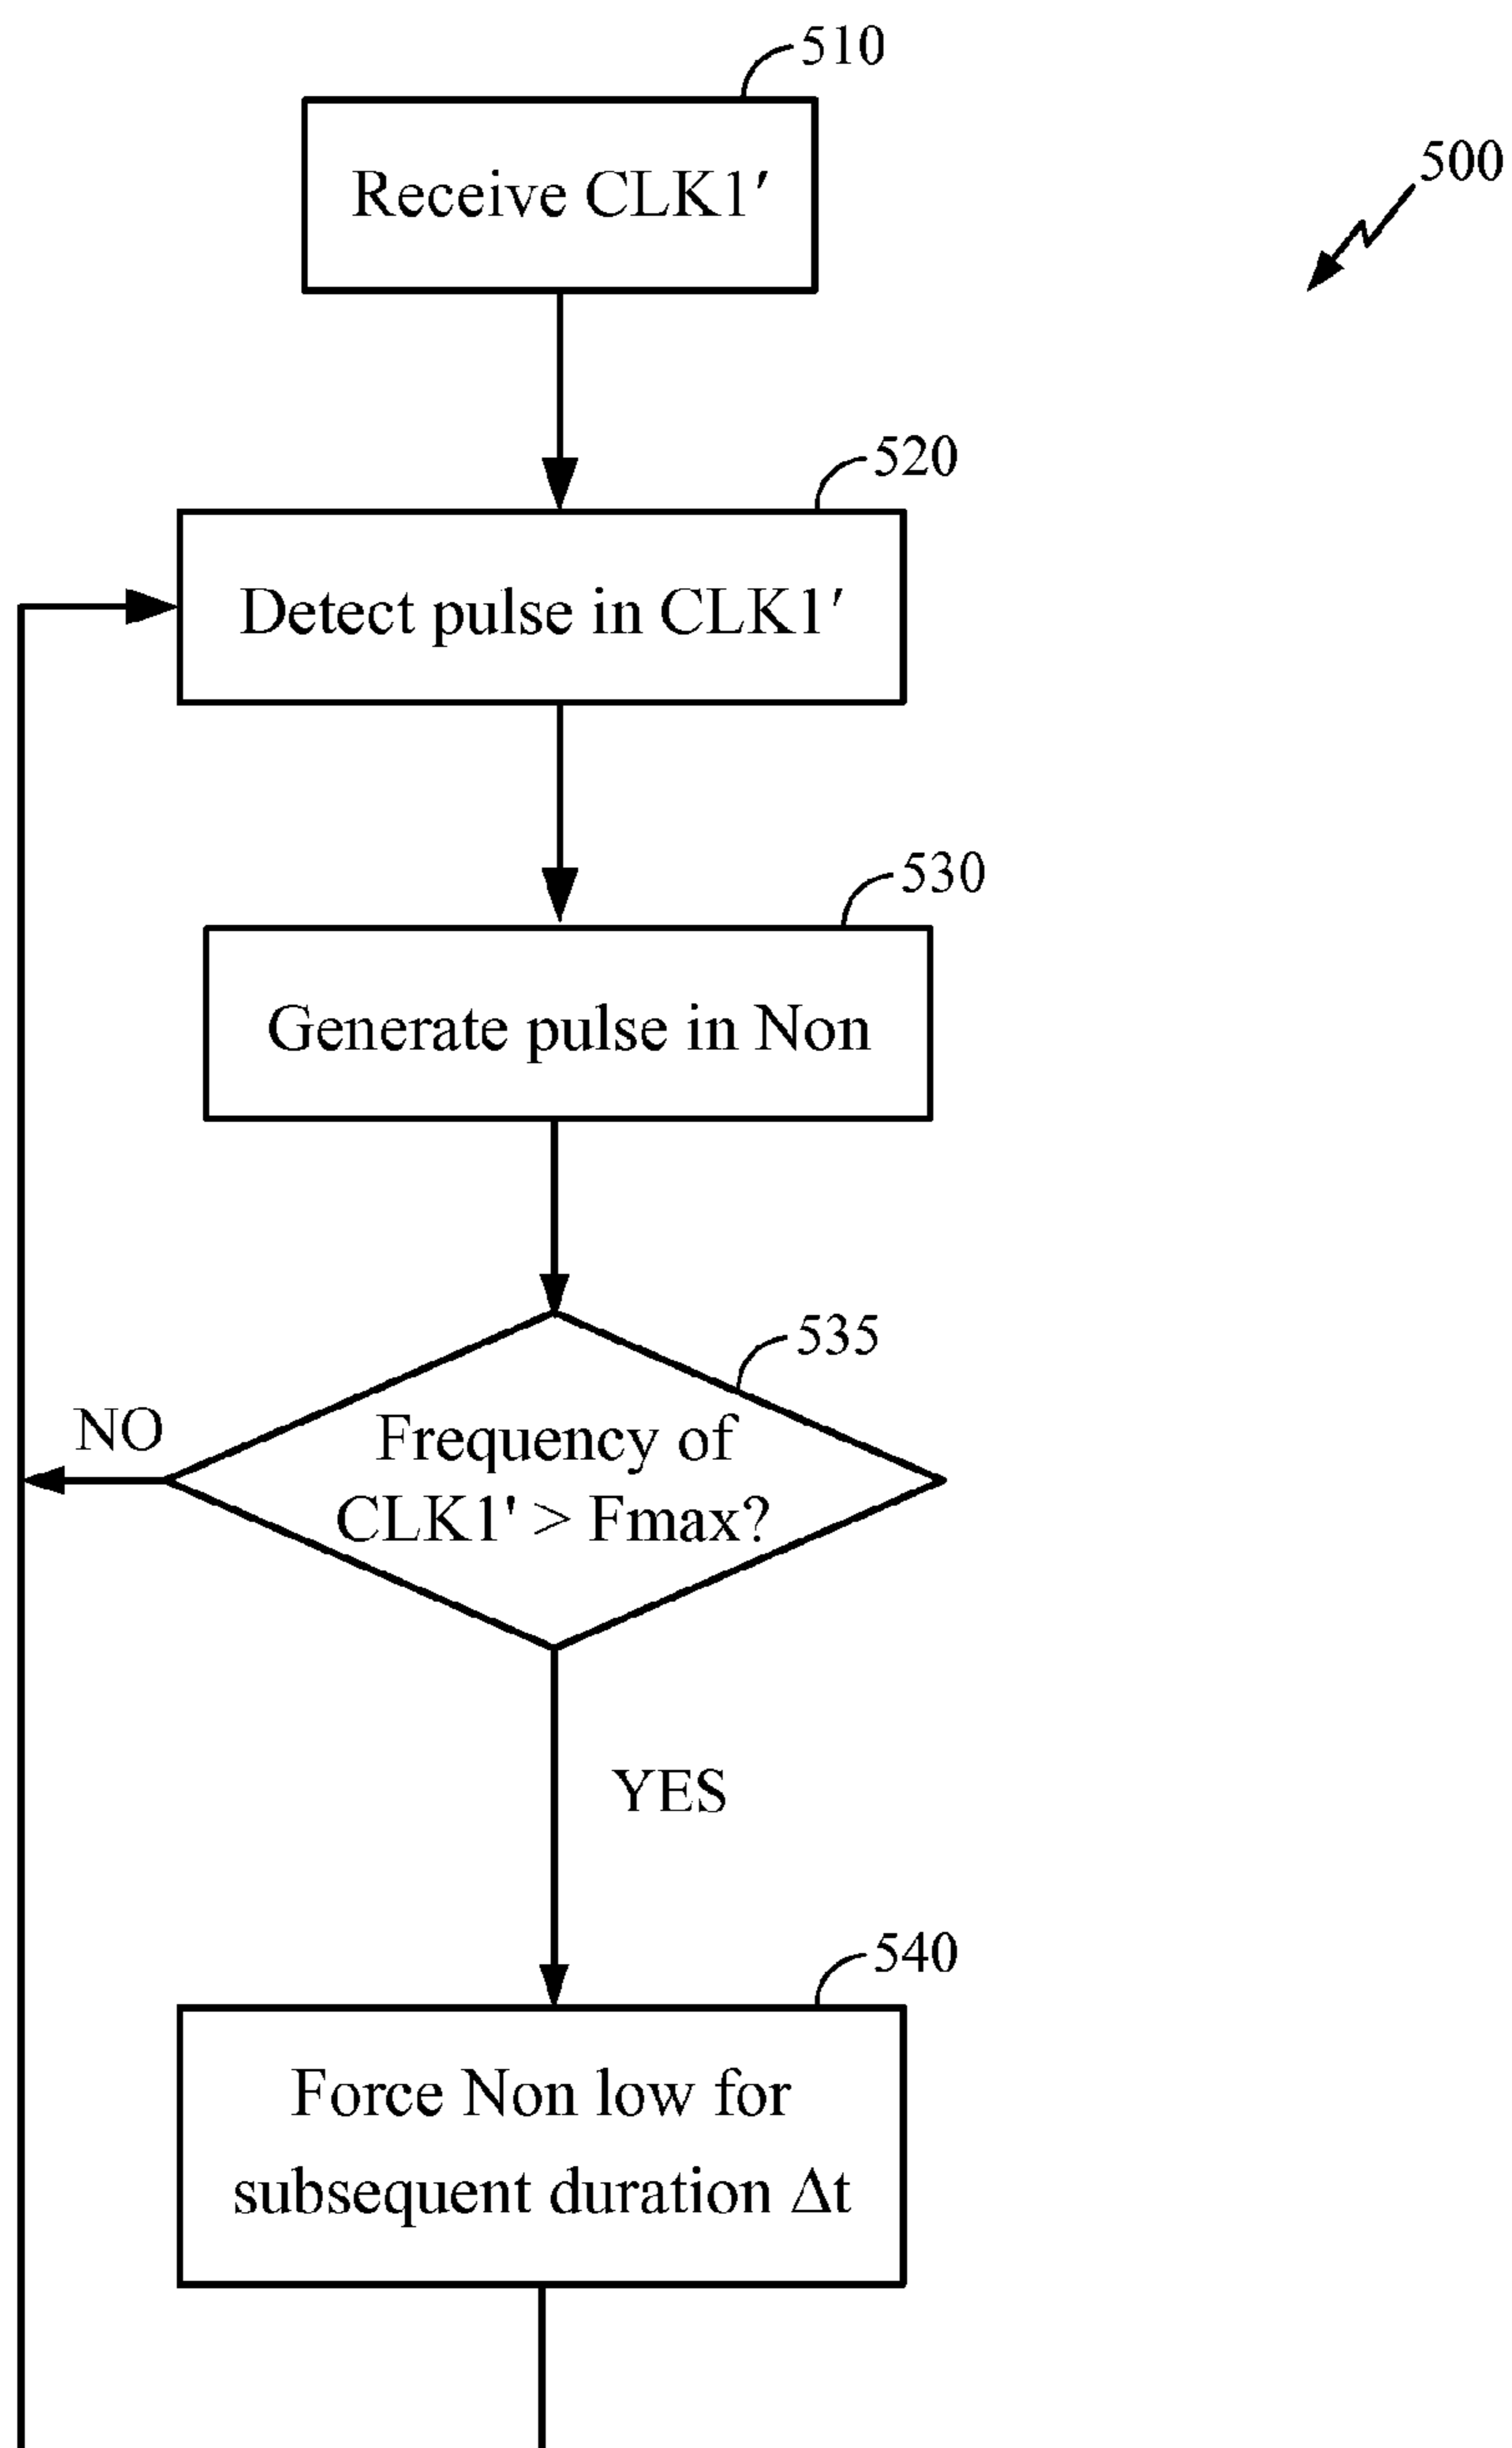 510
Receive CLK1′
500
520
Detect pulse in CLK1′
530
Generate pulse in Non
535
Frequency of
CLK1' > Fmax?
NO
YES
540
Force Non low for
subsequent duration Δt